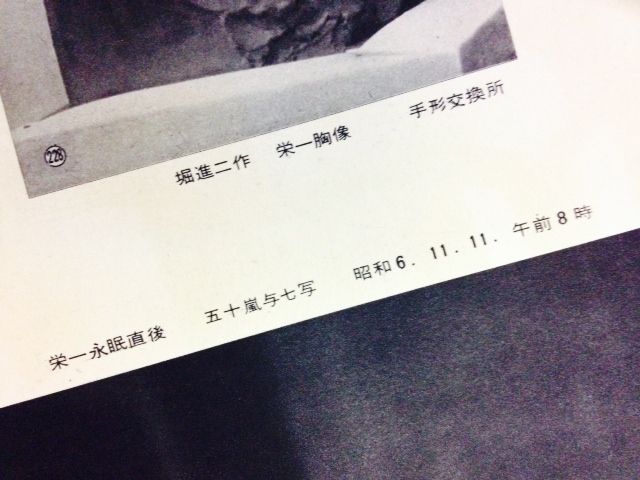 228
堀進二作 栄一胸像 手形交換所
栄一永眠直後 五十嵐与七写 昭和6.11.11.午前8時